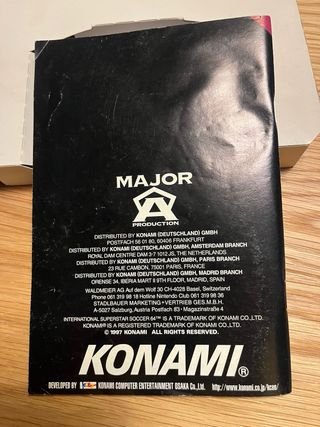 MAJOR
A
PRODUCTION
DISTRIBUTED BY KONAMI (DEUTSCHLAND) GMBH
POSTFACH 56 01 80, 60406 FRANKFURT
DISTRIBUTED BY KONAMI (DEUTSCHLAND) GMBH, AMSTERDAM BRANCH
ROYAL DAM CENTRE DAM 3-7 1012JS, THE NETHERLANDS
DISTRIBUTED BY KONAMI (DEUTSCHLAND) GMBH, PARIS BRANCH
23 RUE CAMBON, 75001 PARIS, FRANCE
DISTRIBUTED BY KONAMI (DEUTSCHLAND) GMBH, MADRID BRANCH
ORENSE 34, IBERIA MART II 9TH FLOOR, MADRID, SPAIN
WALDMEIER AG Auf dem Wolf 30 CH-4028 Basel, Switzerland
Phone 061 319 98 18 Hotline Nintendo Club 061 319 98 36
STADLBAUER MARKETING + VERTRIEB GES.M.B.H.
A-5027 Salzburg, Austria Postfach 83 · Magazinstraße 4
INTERNATIONAL SUPERSTAR SOCCER 64™ IS A TRADEMARK OF KONAMI CO.,LTD.
KONAMI® IS A REGISTERED TRADEMARK OF KONAMI CO.,LTD.
© 1997 KONAMI ALL RIGHTS RESERVED.
KONAMI®
DEVELOPED BY KONAMI COMPUTER ENTERTAINMENT OSAKA Co.,Ltd. http://www.konami.co.jp/kceo/